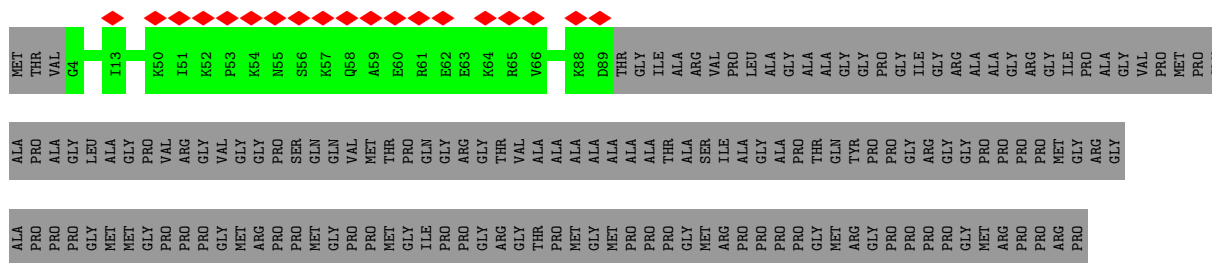 MET THR VAL G4 I13 K50 I51 K52 P53 K54 N55 S56 K57 Q58 A59 E60 R61 E62 E63 K64 R65 V66 K88 D89 THR GLY ILE ALA ARG VAL PRO LEU ALA GLY ALA ALA GLY GLY PRO GLY ILE GLY ARG ALA ALA GLY ARG GLY ILE PRO ALA GLY VAL PRO MET PRO
ALA PRO ALA GLY LEU ALA GLY PRO VAL ARG GLY VAL GLY GLY PRO SER GLN GLN VAL MET THR PRO GLN GLY ARG GLY THR VAL ALA ALA ALA ALA ALA ALA ALA THR ALA SER ILE ALA GLY ALA PRO THR GLN TYR PRO PRO GLY ARG GLY GLY PRO PRO PRO PRO MET GLY ARG GLY
ALA PRO PRO PRO GLY MET MET GLY PRO PRO PRO GLY MET ARG PRO PRO MET GLY PRO PRO MET GLY ILE PRO PRO GLY ARG GLY THR PRO MET GLY MET PRO PRO PRO GLY MET ARG PRO PRO PRO PRO GLY MET ARG GLY PRO PRO PRO PRO GLY MET ARG PRO PRO ARG PRO